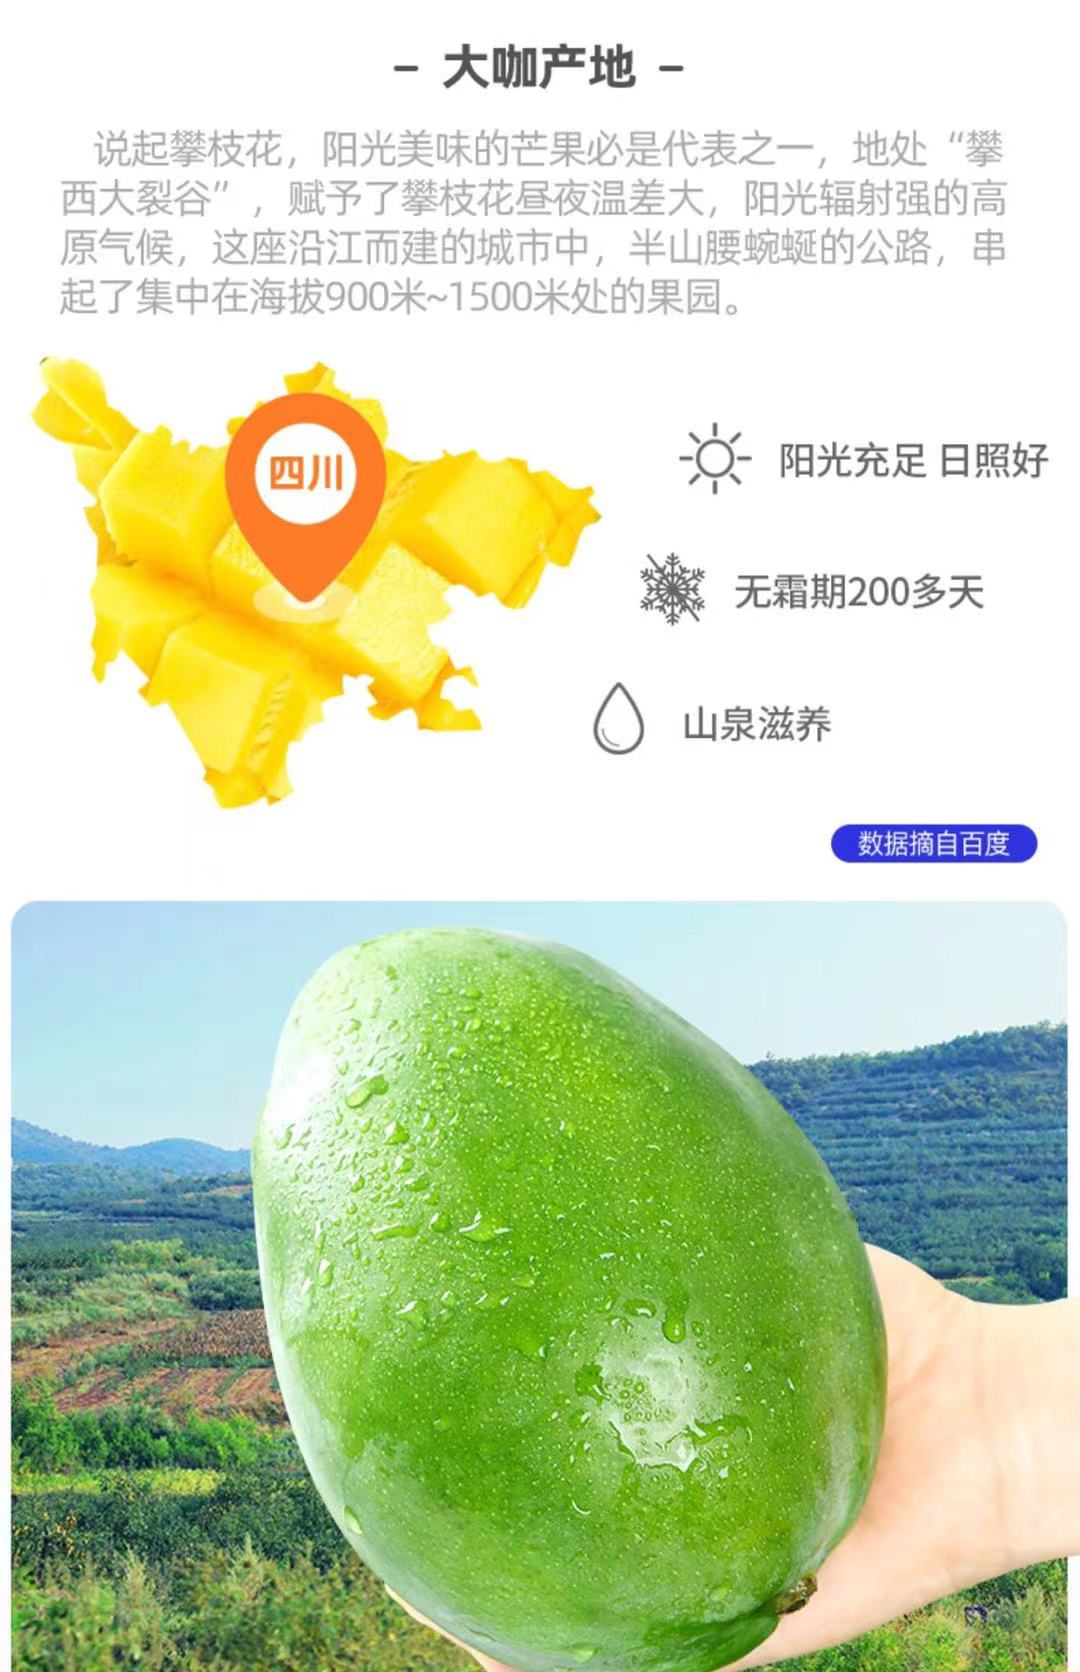 - 大咖产地 -
说起攀枝花，阳光美味的芒果必是代表之一，地处“攀
西大裂谷”，赋予了攀枝花昼夜温差大，阳光辐射强的高
原气候，这座沿江而建的城市中，半山腰蜿蜒的公路，串
起了集中在海拔900米~1500米处的果园。
四川
阳光充足 日照好
无霜期200多天
山泉滋养
数据摘自百度